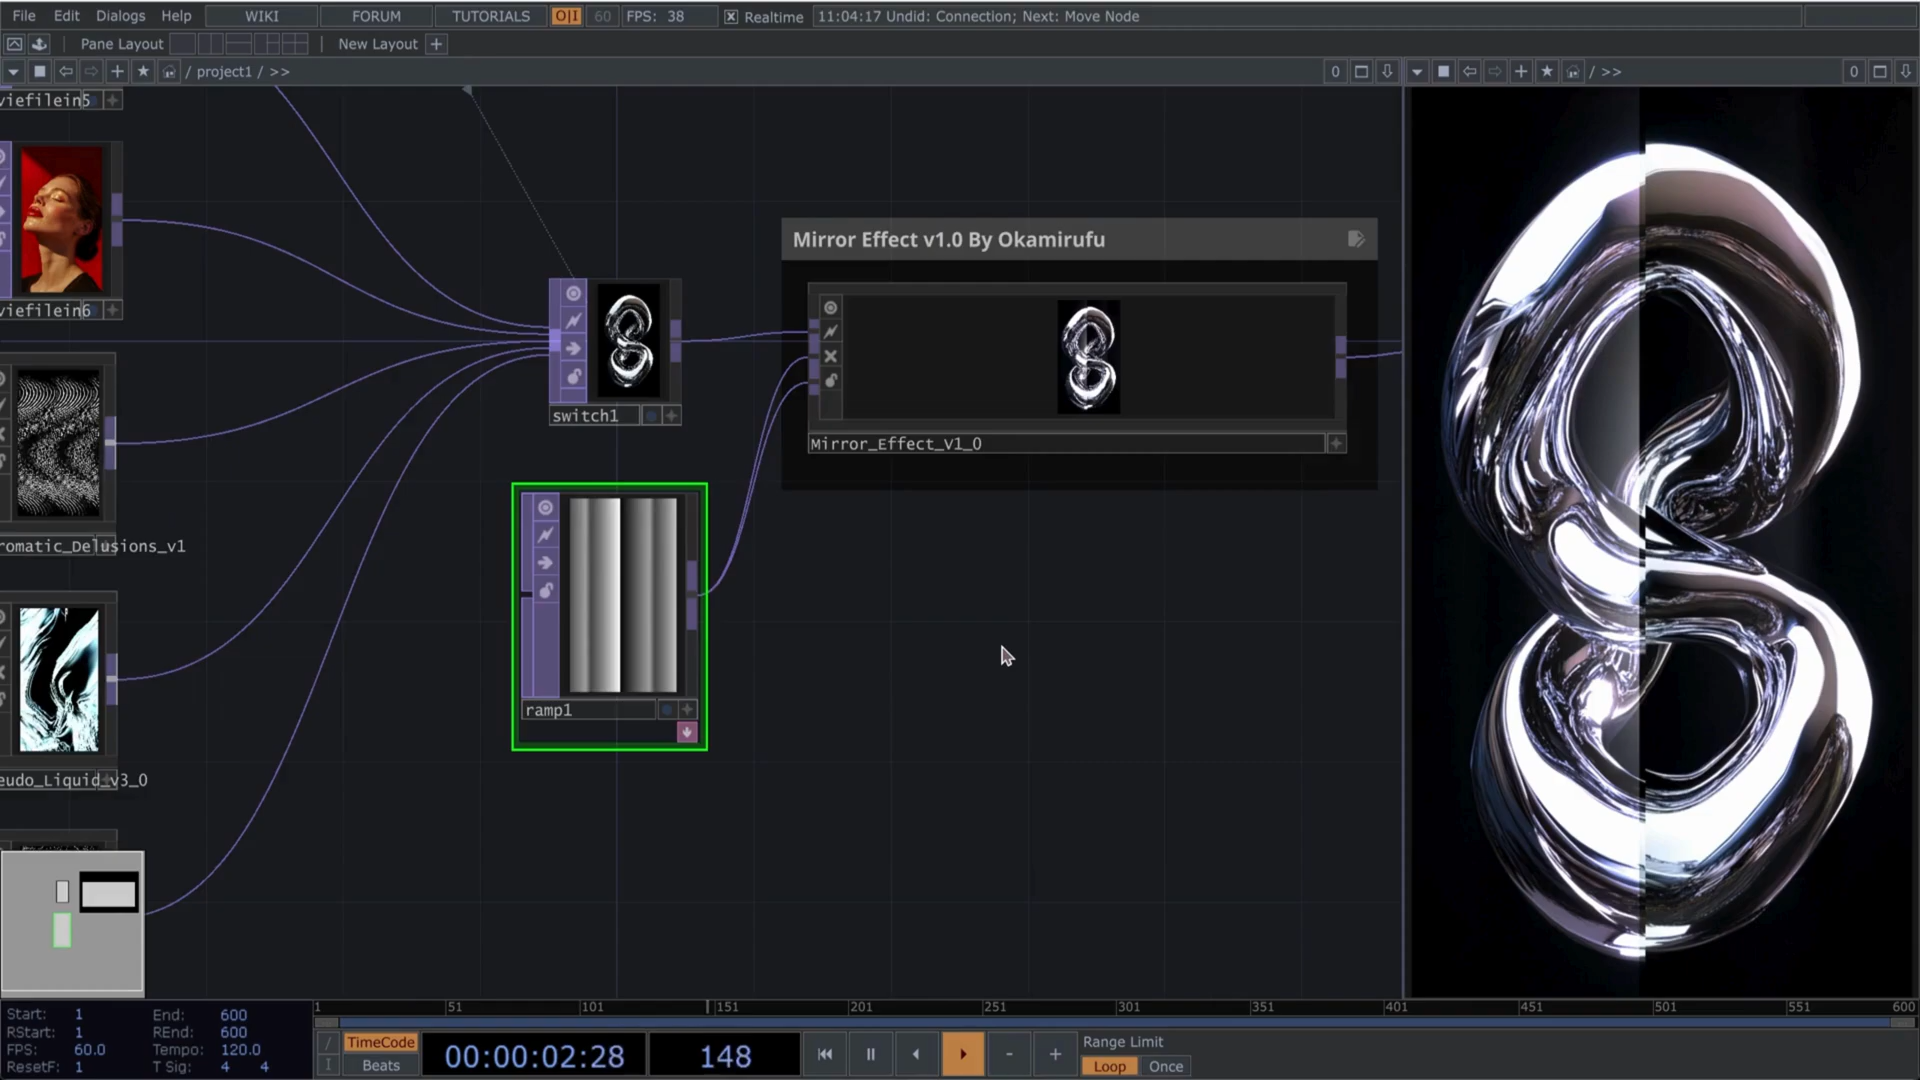 File Edit Dialogs Help WIKI FORUM TUTORIALS O|I 60 FPS: 38 Realtime 11:04:17 Undid: Connection; Next: Move Node
Pane Layout New Layout +
/ project1 / >> 0 / >> 0
viefilein5
Mirror Effect v1.0 By Okamirufu
viefilein6
switch1
Mirror_Effect_V1_0
romatic_Delusions_v1
ramp1
eudo_Liquid_v3_0
1 51 101 151 201 251 301 351 401 451 501 551 600
Start: 1 End: 600
RStart: 1 REnd: 600
FPS: 60.0 Tempo: 120.0
ResetF: 1 T Sig: 4 4
TimeCode
Beats
00:00:02:28
148
- +
Range Limit
Loop Once